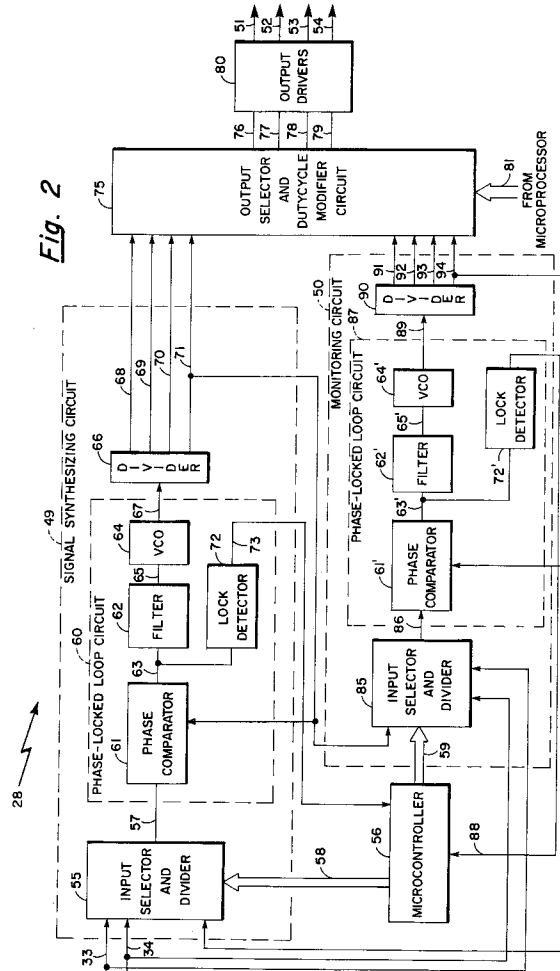 Fig. 2
28
49
SIGNAL SYNTHESIZING CIRCUIT
60
PHASE-LOCKED LOOP CIRCUIT
33
34
55
INPUT
SELECTOR
AND
DIVIDER
57
61
PHASE
COMPARATOR
63
62
FILTER
65
64
VCO
67
72
LOCK
DETECTOR
73
66
DIVIDER
68
69
70
71
75
OUTPUT
SELECTOR
AND
DUTYCYCLE
MODIFIER
CIRCUIT
76
77
78
79
80
OUTPUT
DRIVERS
51
52
53
54
81
FROM
MICROPROCESSOR
58
56
MICROCONTROLLER
59
88
50
MONITORING CIRCUIT
87
PHASE-LOCKED LOOP CIRCUIT
85
INPUT
SELECTOR
AND
DIVIDER
86
61'
PHASE
COMPARATOR
63'
62'
FILTER
65'
64'
VCO
89
72'
LOCK
DETECTOR
90
DIVIDER
91
92
93
94